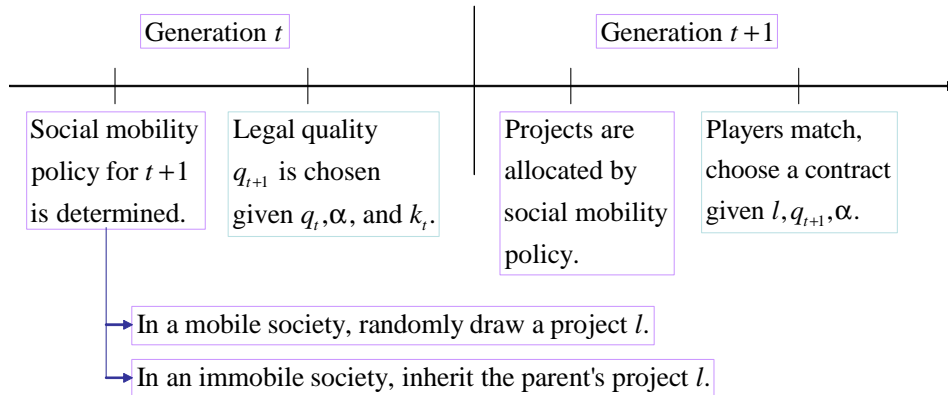 Generation t
Generation t+1
Social mobility
policy for t+1
is determined.
Legal quality
q_{t+1} is chosen
given q_t, α, and k_t.
Projects are
allocated by
social mobility
policy.
Players match,
choose a contract
given l, q_{t+1}, α.
In a mobile society, randomly draw a project l.
In an immobile society, inherit the parent's project l.